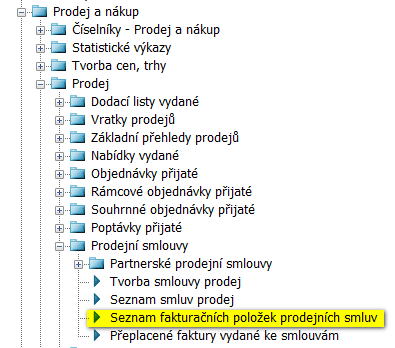 Prodej a nákup
Číselníky - Prodej a nákup
Statistické výkazy
Tvorba cen, trhy
Prodej
Dodací listy vydané
Vratky prodejů
Základní přehledy prodejů
Nabídky vydané
Objednávky přijaté
Rámcové objednávky přijaté
Souhrnné objednávky přijaté
Poptávky přijaté
Prodejní smlouvy
Partnerské prodejní smlouvy
Tvorba smlouvy prodej
Seznam smluv prodej
Seznam fakturačních položek prodejních smluv
Přeplacené faktury vydané ke smlouvám